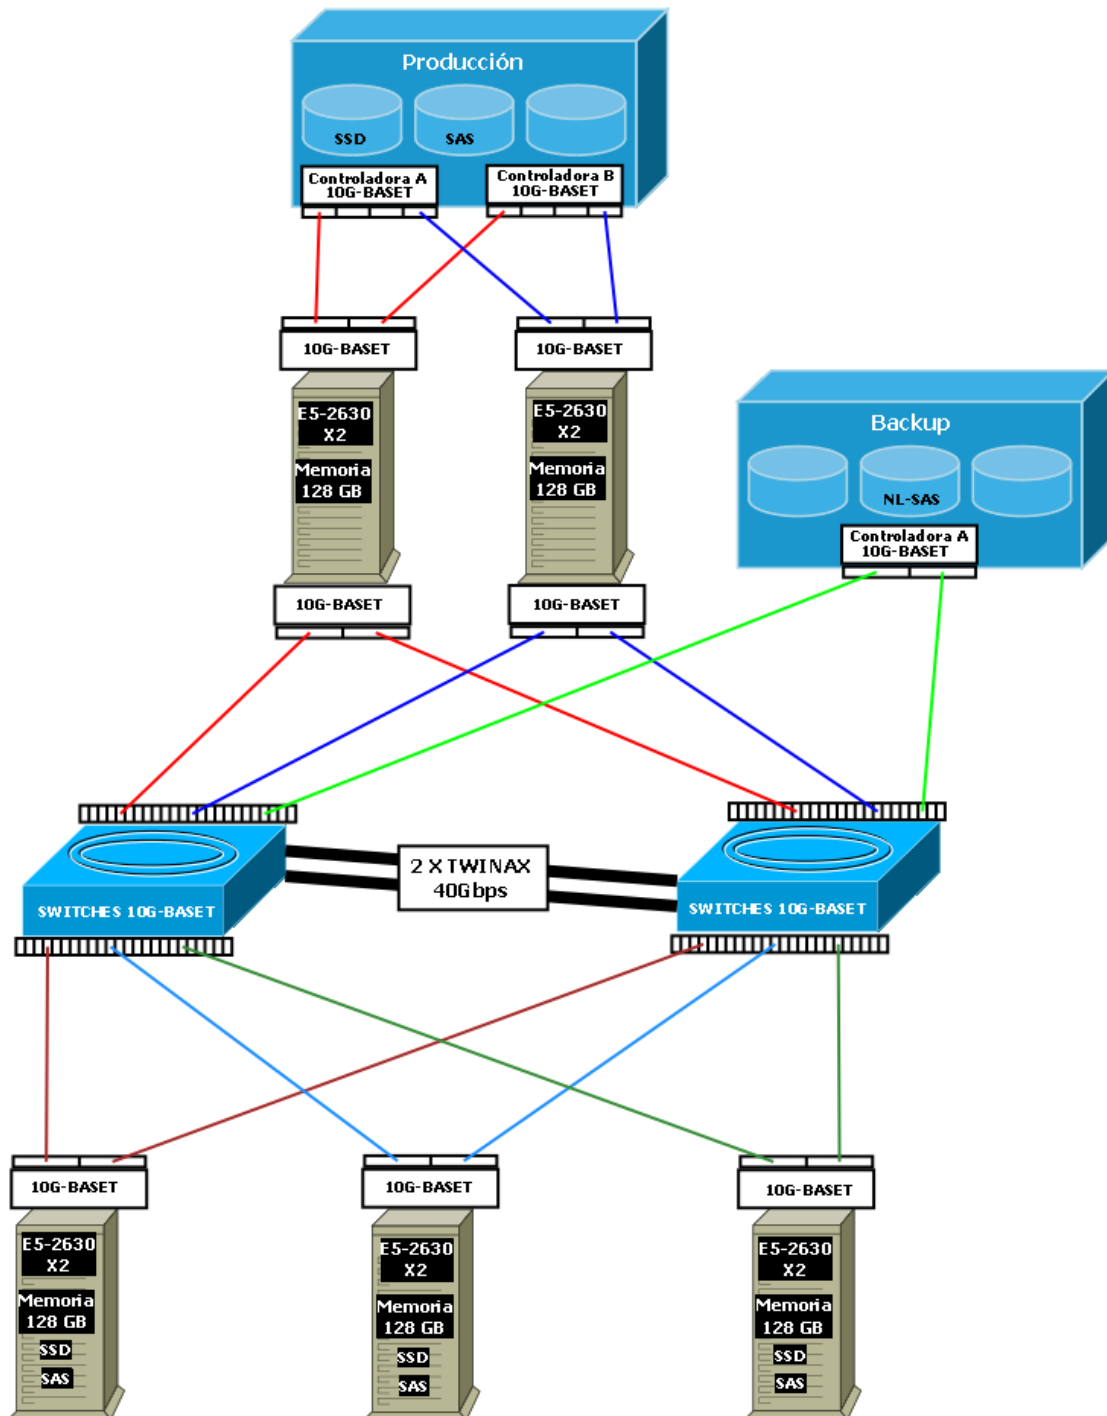 Producción
SSD
SAS
Controladora A
10G-BASET
Controladora B
10G-BASET
10G-BASET
10G-BASET
E5-2630
X2
Memoria
128 GB
E5-2630
X2
Memoria
128 GB
10G-BASET
10G-BASET
Backup
NL-SAS
Controladora A
10G-BASET
2 X TWINAX
40Gbps
SWITCHES 10G-BASET
SWITCHES 10G-BASET
10G-BASET
10G-BASET
10G-BASET
E5-2630
X2
Memoria
128 GB
SSD
SAS
E5-2630
X2
Memoria
128 GB
SSD
SAS
E5-2630
X2
Memoria
128 GB
SSD
SAS